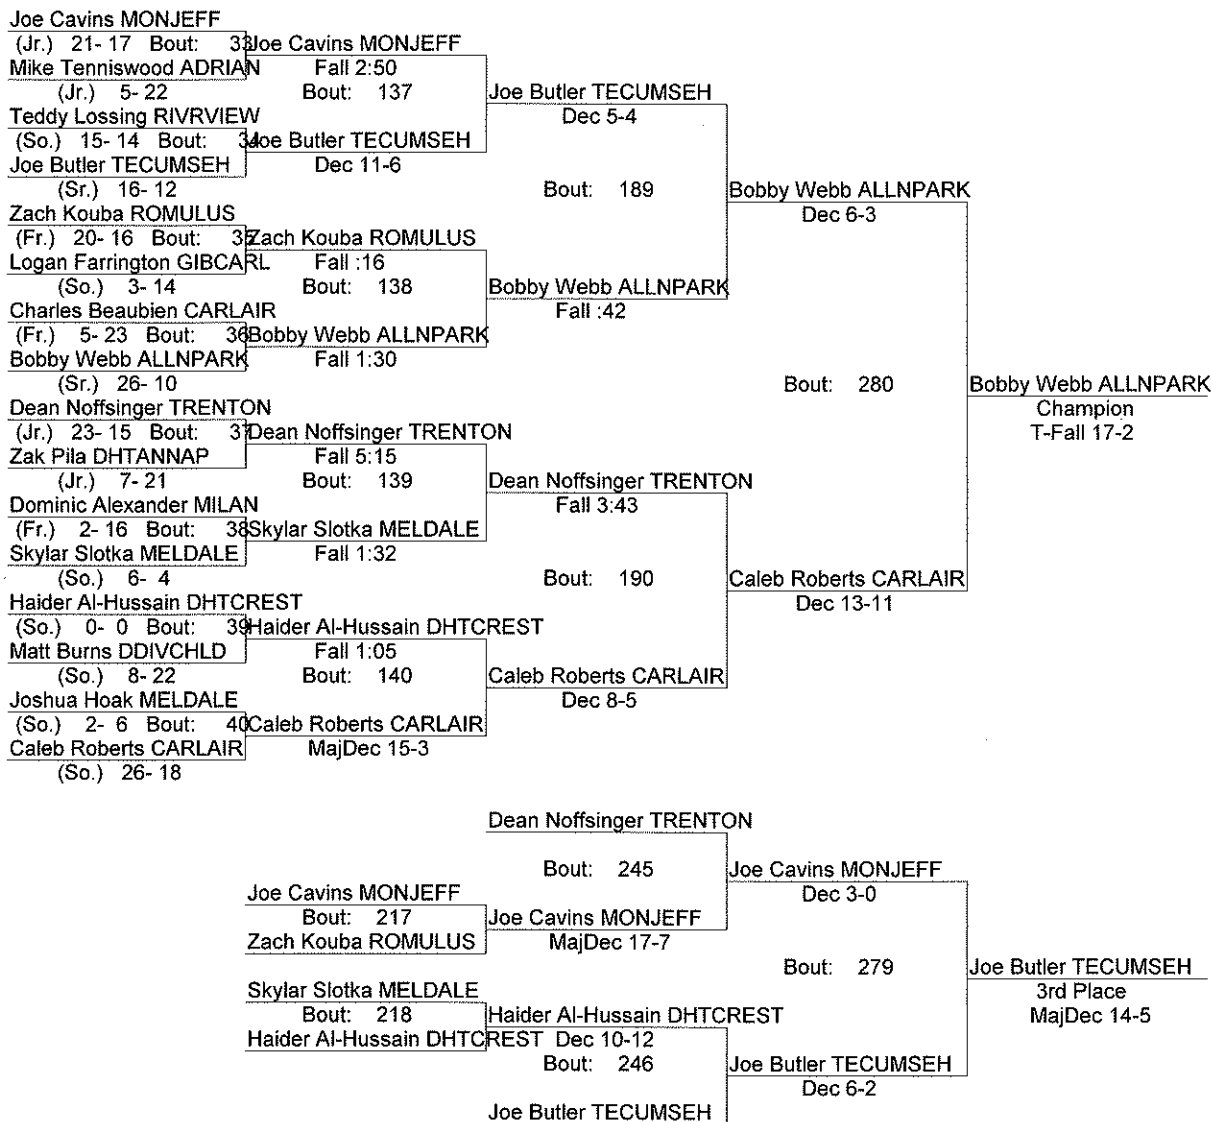 Joe Cavins MONJEFF
(Jr.) 21- 17 Bout: 33 Joe Cavins MONJEFF
Mike Tenniswood ADRIAN Fall 2:50
(Jr.) 5- 22 Bout: 137 Joe Butler TECUMSEH
Teddy Lossing RIVRVIEW Dec 5-4
(So.) 15- 14 Bout: 34 Joe Butler TECUMSEH
Joe Butler TECUMSEH Dec 11-6
(Sr.) 16- 12 Bout: 189 Bobby Webb ALLNPARK
Zach Kouba ROMULUS Dec 6-3
(Fr.) 20- 16 Bout: 35 Zach Kouba ROMULUS
Logan Farrington GIBCARL Fall :16
(So.) 3- 14 Bout: 138 Bobby Webb ALLNPARK
Charles Beaubien CARLAIR Fall :42
(Fr.) 5- 23 Bout: 36 Bobby Webb ALLNPARK
Bobby Webb ALLNPARK Fall 1:30
(Sr.) 26- 10 Bout: 280 Bobby Webb ALLNPARK
Dean Noffsinger TRENTON Champion
(Jr.) 23- 15 Bout: 37 Dean Noffsinger TRENTON T-Fall 17-2
Zak Pila DHTANNAP Fall 5:15
(Jr.) 7- 21 Bout: 139 Dean Noffsinger TRENTON
Dominic Alexander MILAN Fall 3:43
(Fr.) 2- 16 Bout: 38 Skylar Slotka MELDALE
Skylar Slotka MELDALE Fall 1:32
(So.) 6- 4 Bout: 190 Caleb Roberts CARLAIR
Haider Al-Hussain DHTCREST Dec 13-11
(So.) 0- 0 Bout: 39 Haider Al-Hussain DHTCREST
Matt Burns DDIVCHLD Fall 1:05
(So.) 8- 22 Bout: 140 Caleb Roberts CARLAIR
Joshua Hoak MELDALE Dec 8-5
(So.) 2- 6 Bout: 40 Caleb Roberts CARLAIR
Caleb Roberts CARLAIR MajDec 15-3
(So.) 26- 18
Dean Noffsinger TRENTON
Bout: 245 Joe Cavins MONJEFF
Joe Cavins MONJEFF Dec 3-0
Bout: 217 Joe Cavins MONJEFF
Zach Kouba ROMULUS MajDec 17-7
Bout: 279 Joe Butler TECUMSEH
Skylar Slotka MELDALE 3rd Place
Bout: 218 Haider Al-Hussain DHTCREST MajDec 14-5
Haider Al-Hussain DHTCREST Dec 10-12
Bout: 246 Joe Butler TECUMSEH
Dec 6-2
Joe Butler TECUMSEH